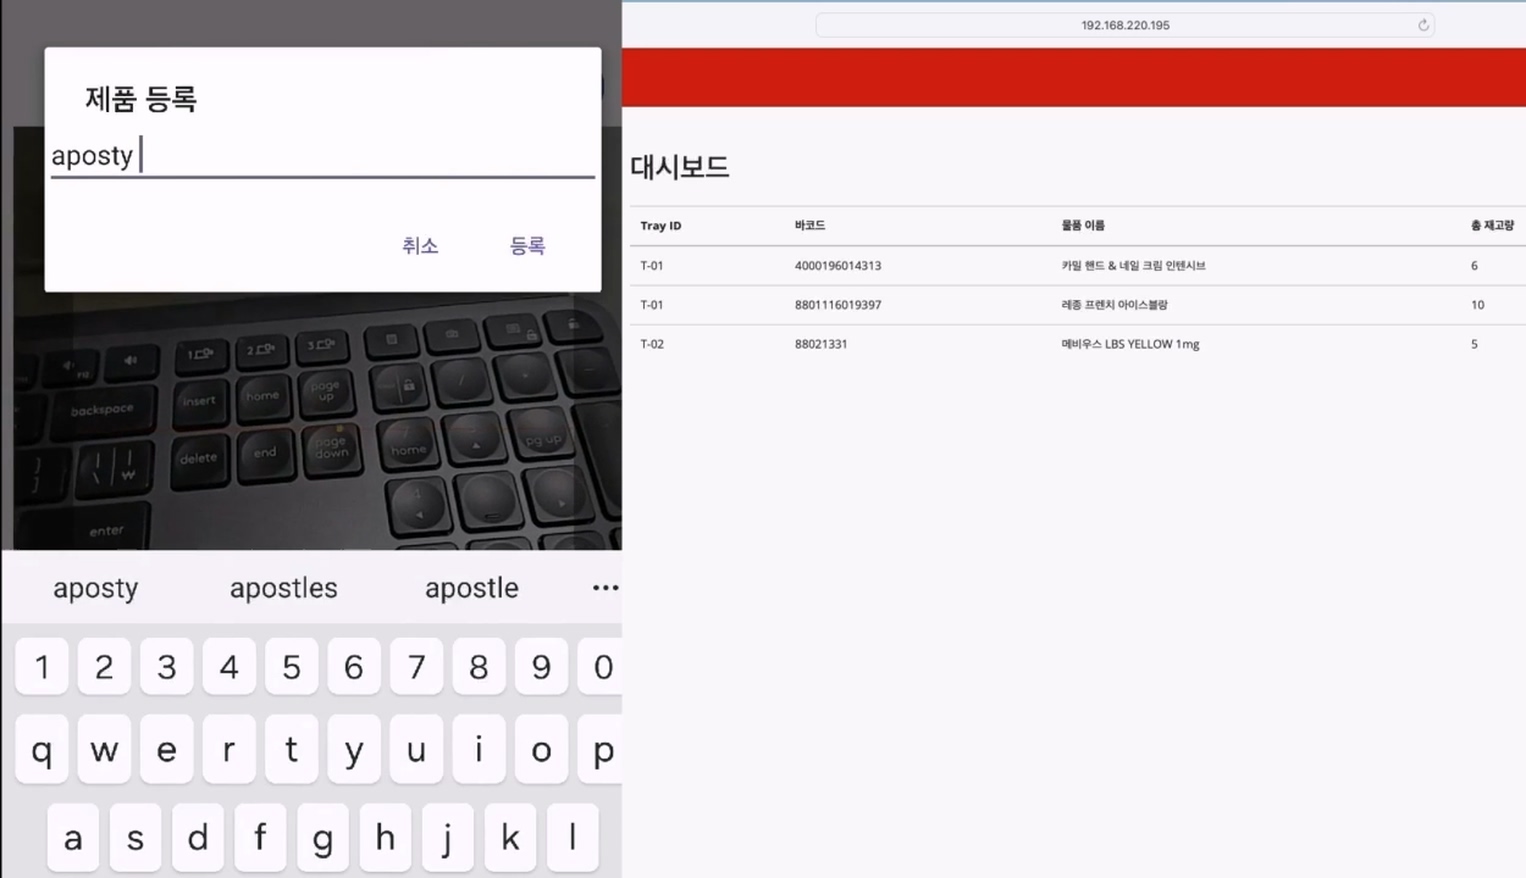 제품 등록
aposty
취소 등록
1 2 3
insert home page up /
backspace
delete end page down home pg up
enter
aposty apostles apostle ...
1 2 3 4 5 6 7 8 9 0
q w e r t y u i o p
a s d f g h j k l
192.168.220.195
대시보드
Tray ID 바코드 물품 이름 총 재고량
T-01 4000196014313 카밀 핸드 & 네일 크림 인텐시브 6
T-01 8801116019397 레종 프렌치 아이스블랑 10
T-02 88021331 메비우스 LBS YELLOW 1mg 5